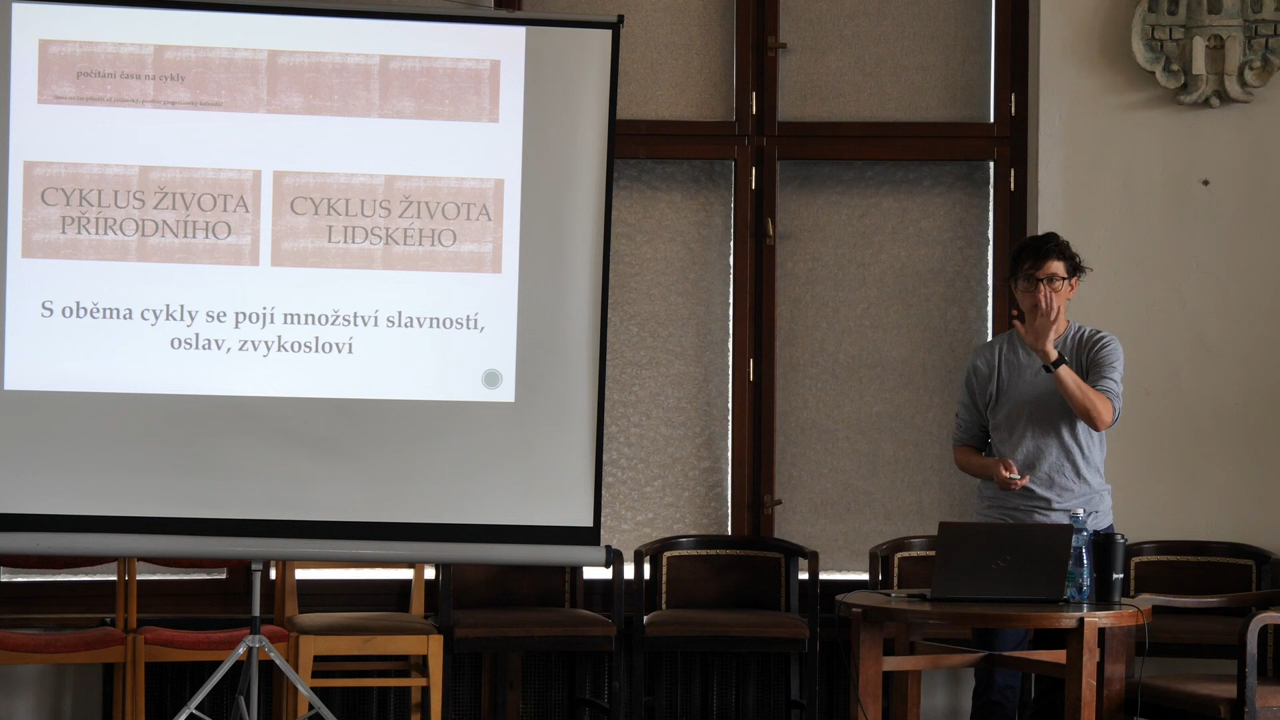 počítání času na cykly
CYKLUS ŽIVOTA
PŘÍRODNÍHO
CYKLUS ŽIVOTA
LIDSKÉHO
S oběma cykly se pojí množství slavností,
oslav, zvykosloví